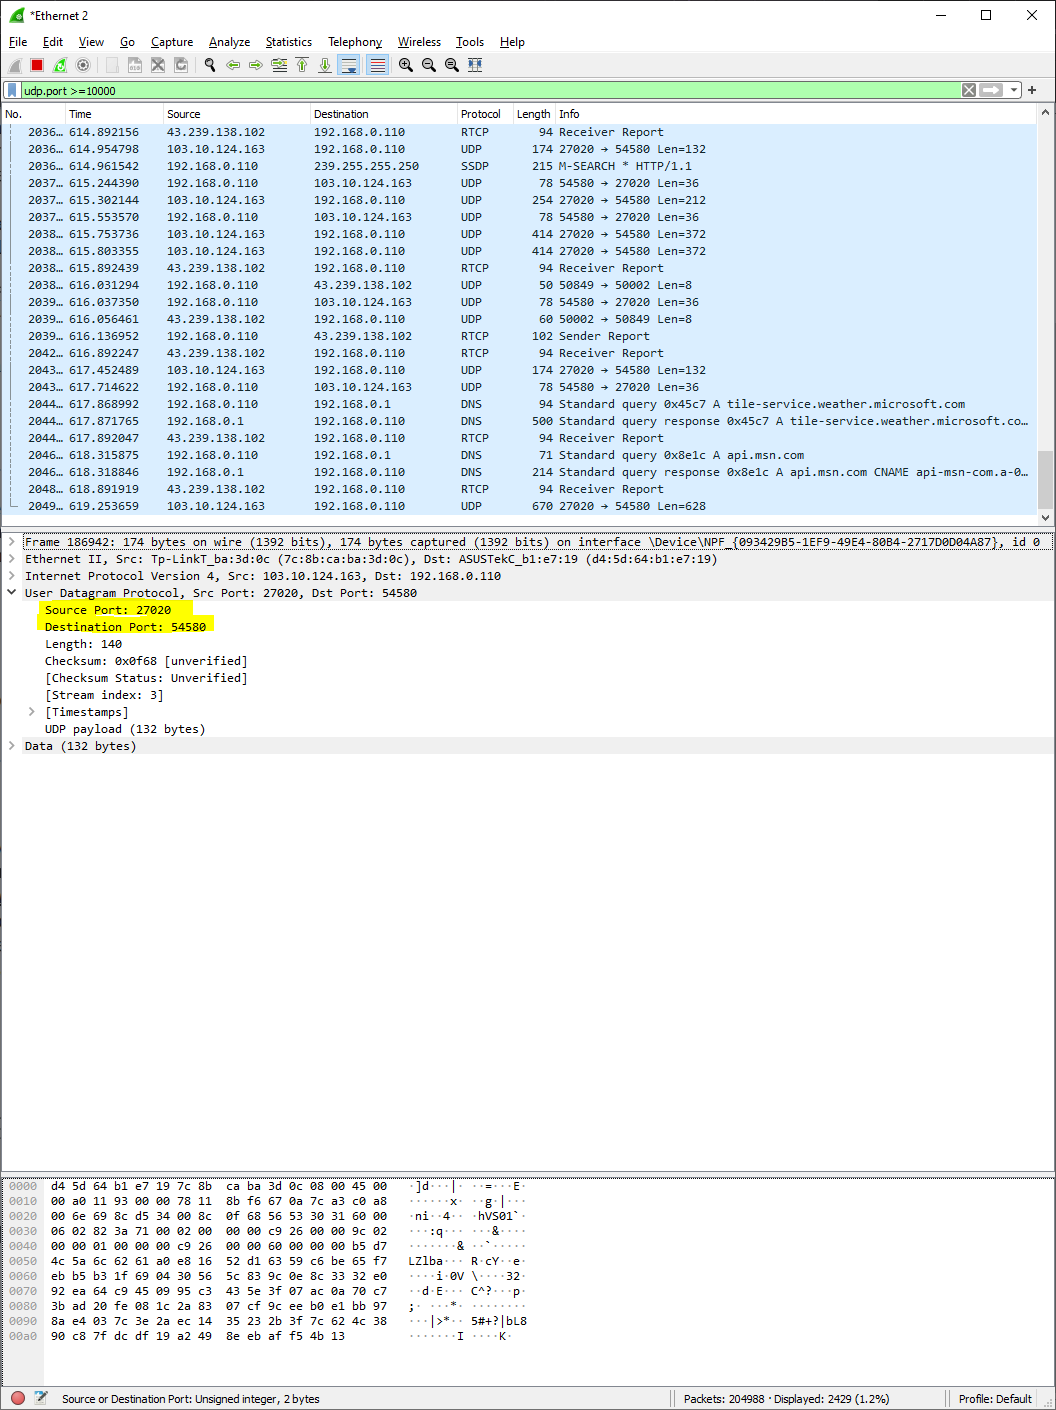 *Ethernet 2
File Edit View Go Capture Analyze Statistics Telephony Wireless Tools Help
udp.port >=10000
No. Time Source Destination Protocol Length Info
2036… 614.892156 43.239.138.102 192.168.0.110 RTCP 94 Receiver Report
2036… 614.954798 103.10.124.163 192.168.0.110 UDP 174 27020 → 54580 Len=132
2036… 614.961542 192.168.0.110 239.255.255.250 SSDP 215 M-SEARCH * HTTP/1.1
2037… 615.244390 192.168.0.110 103.10.124.163 UDP 78 54580 → 27020 Len=36
2037… 615.302144 103.10.124.163 192.168.0.110 UDP 254 27020 → 54580 Len=212
2037… 615.553570 192.168.0.110 103.10.124.163 UDP 78 54580 → 27020 Len=36
2038… 615.753736 103.10.124.163 192.168.0.110 UDP 414 27020 → 54580 Len=372
2038… 615.803355 103.10.124.163 192.168.0.110 UDP 414 27020 → 54580 Len=372
2038… 615.892439 43.239.138.102 192.168.0.110 RTCP 94 Receiver Report
2038… 616.031294 192.168.0.110 43.239.138.102 UDP 50 50849 → 50002 Len=8
2039… 616.037350 192.168.0.110 103.10.124.163 UDP 78 54580 → 27020 Len=36
2039… 616.056461 43.239.138.102 192.168.0.110 UDP 60 50002 → 50849 Len=8
2039… 616.136952 192.168.0.110 43.239.138.102 RTCP 102 Sender Report
2042… 616.892247 43.239.138.102 192.168.0.110 RTCP 94 Receiver Report
2043… 617.452489 103.10.124.163 192.168.0.110 UDP 174 27020 → 54580 Len=132
2043… 617.714622 192.168.0.110 103.10.124.163 UDP 78 54580 → 27020 Len=36
2044… 617.868992 192.168.0.110 192.168.0.1 DNS 94 Standard query 0x45c7 A tile-service.weather.microsoft.com
2044… 617.871765 192.168.0.1 192.168.0.110 DNS 500 Standard query response 0x45c7 A tile-service.weather.microsoft.co…
2044… 617.892047 43.239.138.102 192.168.0.110 RTCP 94 Receiver Report
2046… 618.315875 192.168.0.110 192.168.0.1 DNS 71 Standard query 0x8e1c A api.msn.com
2046… 618.318846 192.168.0.1 192.168.0.110 DNS 214 Standard query response 0x8e1c A api.msn.com CNAME api-msn-com.a-0…
2048… 618.891919 43.239.138.102 192.168.0.110 RTCP 94 Receiver Report
2049… 619.253659 103.10.124.163 192.168.0.110 UDP 670 27020 → 54580 Len=628
Frame 186942: 174 bytes on wire (1392 bits), 174 bytes captured (1392 bits) on interface \Device\NPF_{093429B5-1EF9-49E4-80B4-2717D0D04A87}, id 0
Ethernet II, Src: Tp-LinkT_ba:3d:0c (7c:8b:ca:ba:3d:0c), Dst: ASUSTekC_b1:e7:19 (d4:5d:64:b1:e7:19)
Internet Protocol Version 4, Src: 103.10.124.163, Dst: 192.168.0.110
User Datagram Protocol, Src Port: 27020, Dst Port: 54580
Source Port: 27020
Destination Port: 54580
Length: 140
Checksum: 0x0f68 [unverified]
[Checksum Status: Unverified]
[Stream index: 3]
[Timestamps]
UDP payload (132 bytes)
Data (132 bytes)
0000 d4 5d 64 b1 e7 19 7c 8b ca ba 3d 0c 08 00 45 00 ·]d···|· ··=···E·
0010 00 a0 11 93 00 00 78 11 8b f6 67 0a 7c a3 c0 a8 ······x· ··g·|···
0020 00 6e 69 8c d5 34 00 8c 0f 68 56 53 30 31 60 00 ·ni··4·· ·hVS01`·
0030 06 02 82 3a 71 00 02 00 00 00 c9 26 00 00 9c 02 ···:q··· ···&····
0040 00 00 01 00 00 00 c9 26 00 00 60 00 00 00 b5 d7 ·······& ··`·····
0050 4c 5a 6c 62 61 a0 e8 16 52 d1 63 59 c6 be 65 f7 LZlba··· R·cY··e·
0060 eb b5 b3 1f 69 04 30 56 5c 83 9c 0e 8c 33 32 e0 ····i·0V \····32·
0070 92 ea 64 c9 45 09 95 c3 43 5e 3f 07 ac 0a 70 c7 ··d·E··· C^?···p·
0080 3b ad 20 fe 08 1c 2a 83 07 cf 9c ee b0 e1 bb 97 ;· ···*· ········
0090 8a e4 03 7c 3e 2a ec 14 35 23 2b 3f 7c 62 4c 38 ···|>*·· 5#+?|bL8
00a0 90 c8 7f dc df 19 a2 49 8e eb af f5 4b 13 ·······I ····K·
Source or Destination Port: Unsigned integer, 2 bytes Packets: 204988 · Displayed: 2429 (1.2%) Profile: Default